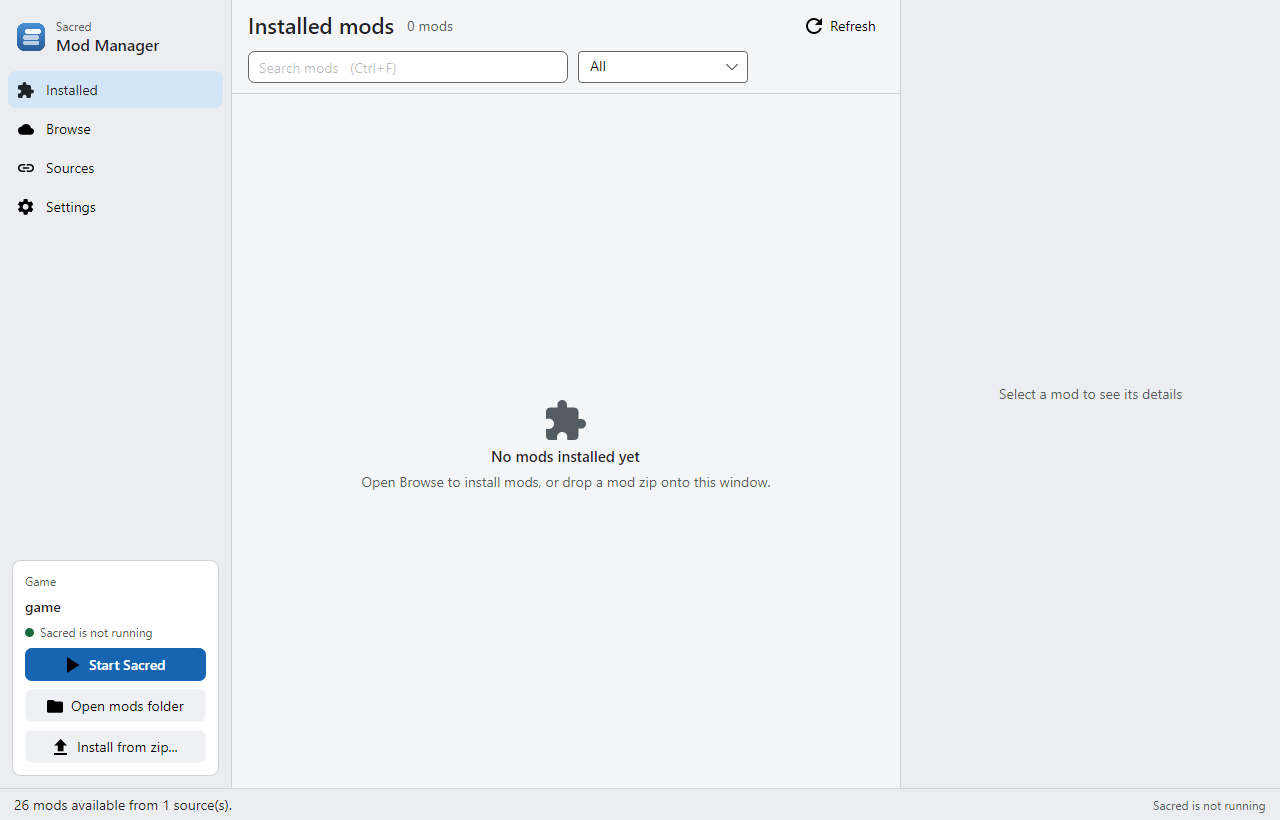 Sacred
Mod Manager
Installed
Browse
Sources
Settings
Game
game
Sacred is not running
Start Sacred
Open mods folder
Install from zip...
Installed mods 0 mods
Refresh
Search mods (Ctrl+F)
All
No mods installed yet
Open Browse to install mods, or drop a mod zip onto this window.
Select a mod to see its details
26 mods available from 1 source(s).
Sacred is not running